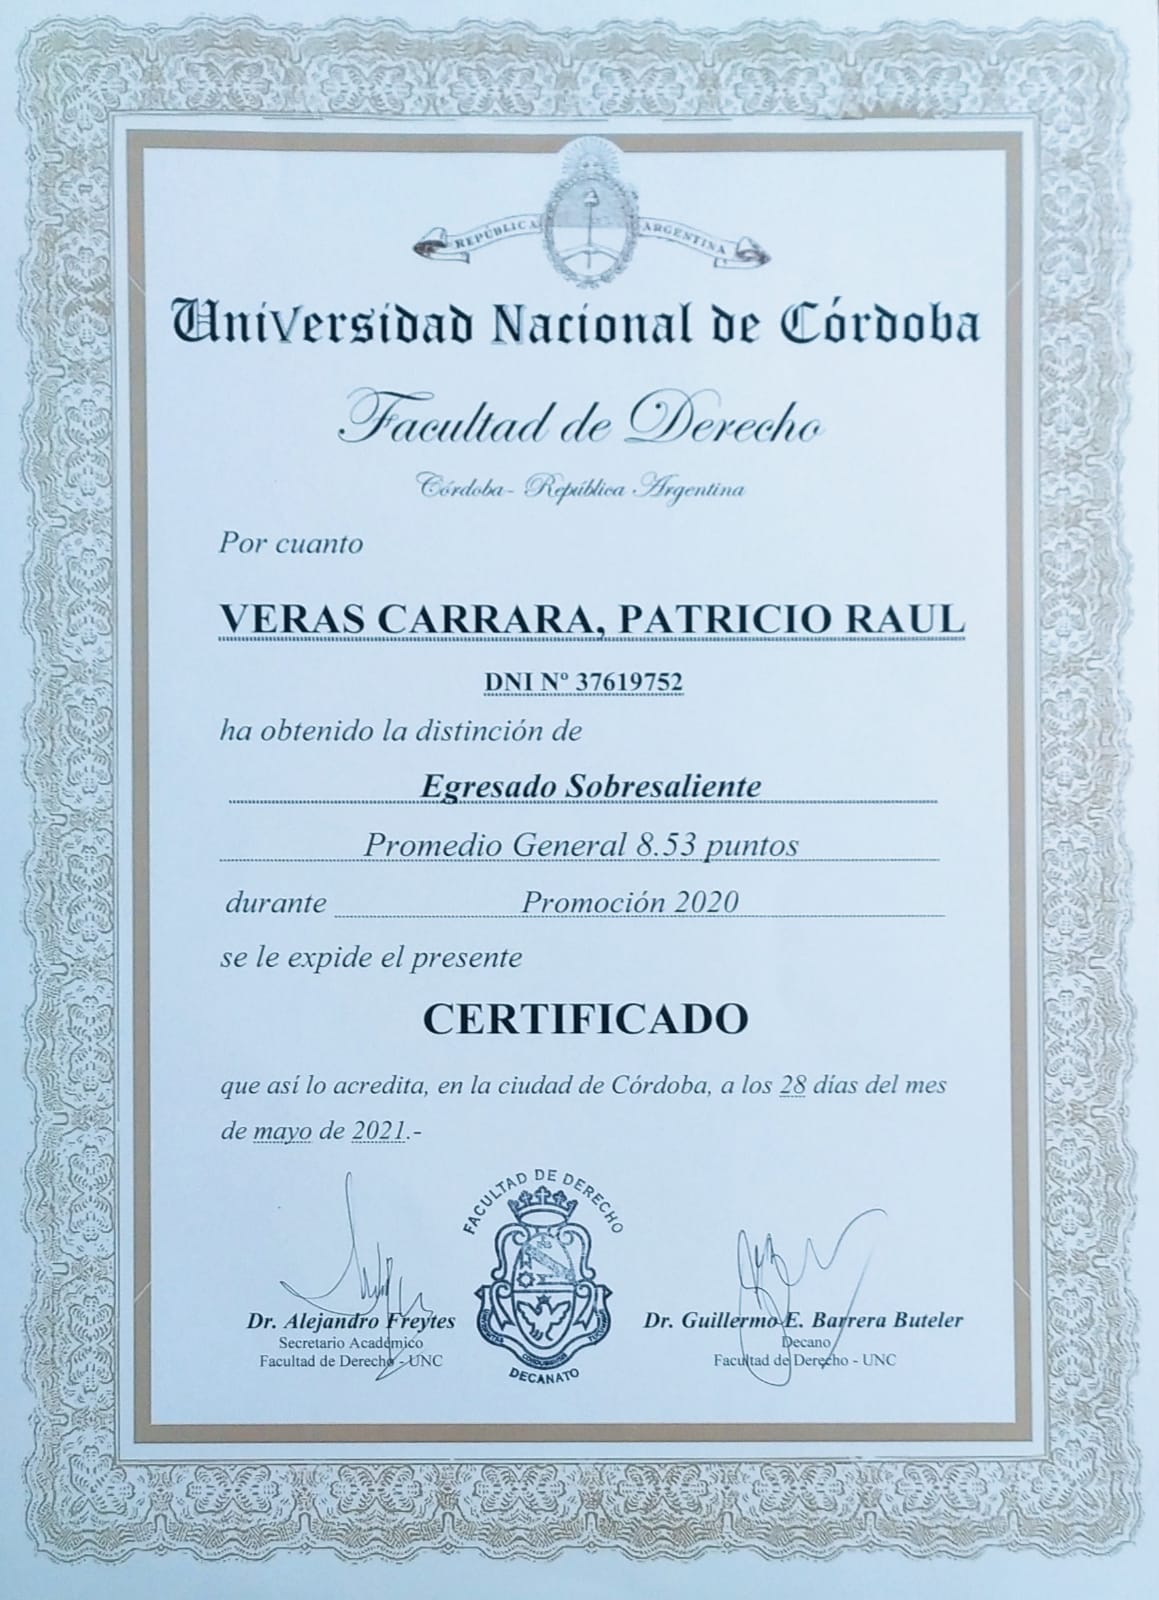 REPÚBLICA ARGENTINA
Universidad Nacional de Córdoba
Facultad de Derecho
Córdoba- República Argentina
Por cuanto
VERAS CARRARA, PATRICIO RAUL
DNI Nº 37619752
ha obtenido la distinción de
Egresado Sobresaliente
Promedio General 8.53 puntos
durante Promoción 2020
se le expide el presente
CERTIFICADO
que así lo acredita, en la ciudad de Córdoba, a los 28 días del mes
de mayo de 2021.-
FACULTAD DE DERECHO
DECANATO
Dr. Alejandro Freytes
Secretario Académico
Facultad de Derecho - UNC
Dr. Guillermo E. Barrera Buteler
Decano
Facultad de Derecho - UNC